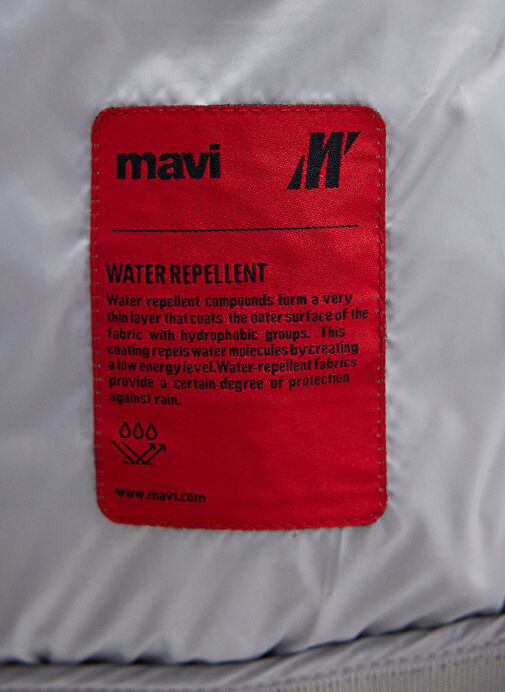 mavi M
WATER REPELLENT
Water repellent compounds form a very
thin layer that coats the outer surface of the
fabric with hydrophobic groups. This
coating repels water molecules by creating
a low energy level. Water-repellent fabrics
provide a certain degree of protection
against rain.
www.mavi.com